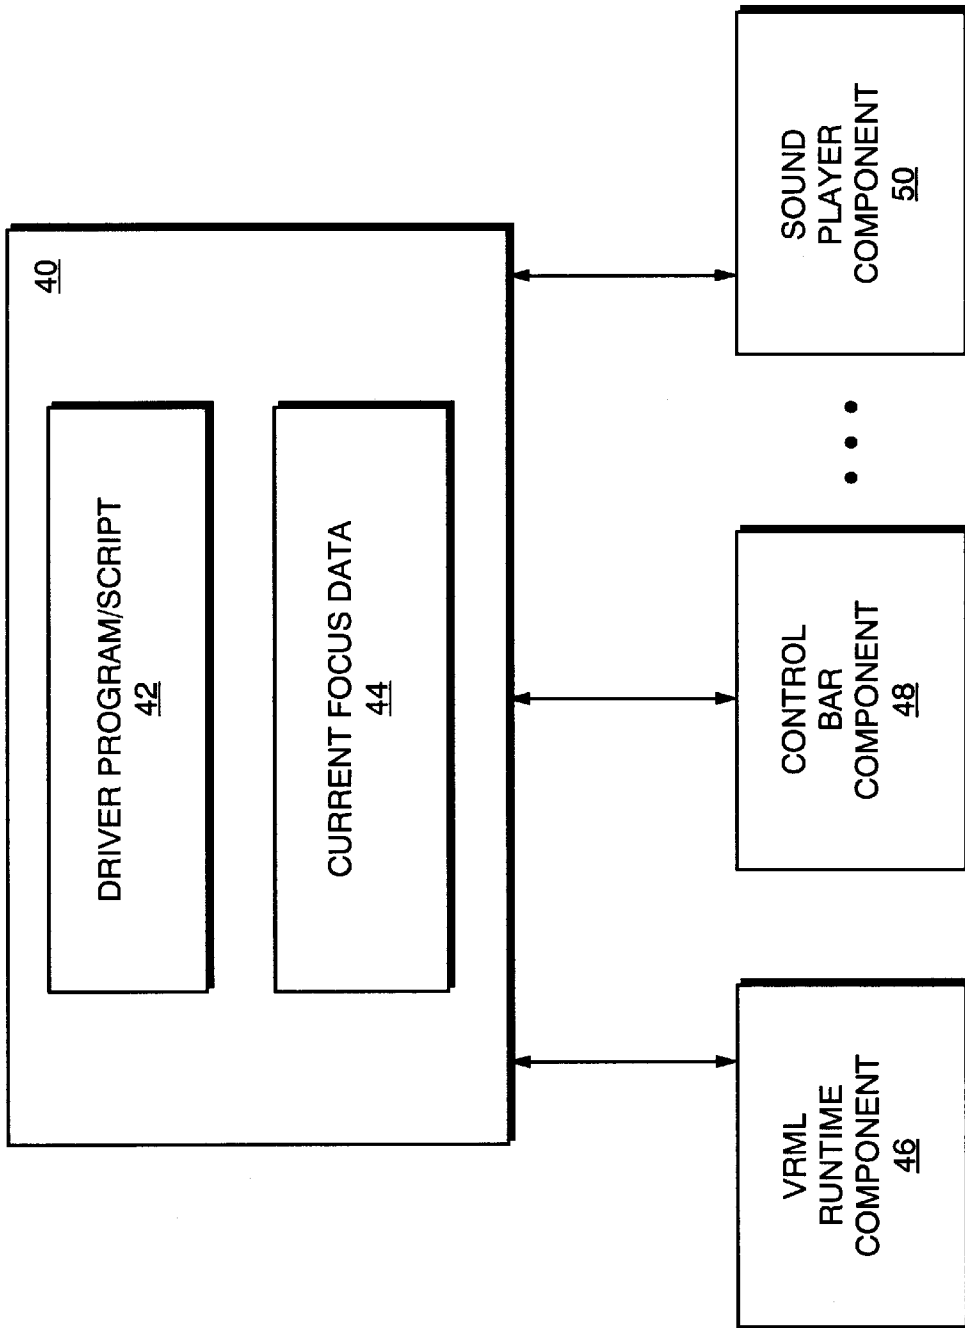 40
DRIVER PROGRAM/SCRIPT
42
CURRENT FOCUS DATA
44
VRML
RUNTIME
COMPONENT
46
CONTROL
BAR
COMPONENT
48
SOUND
PLAYER
COMPONENT
50